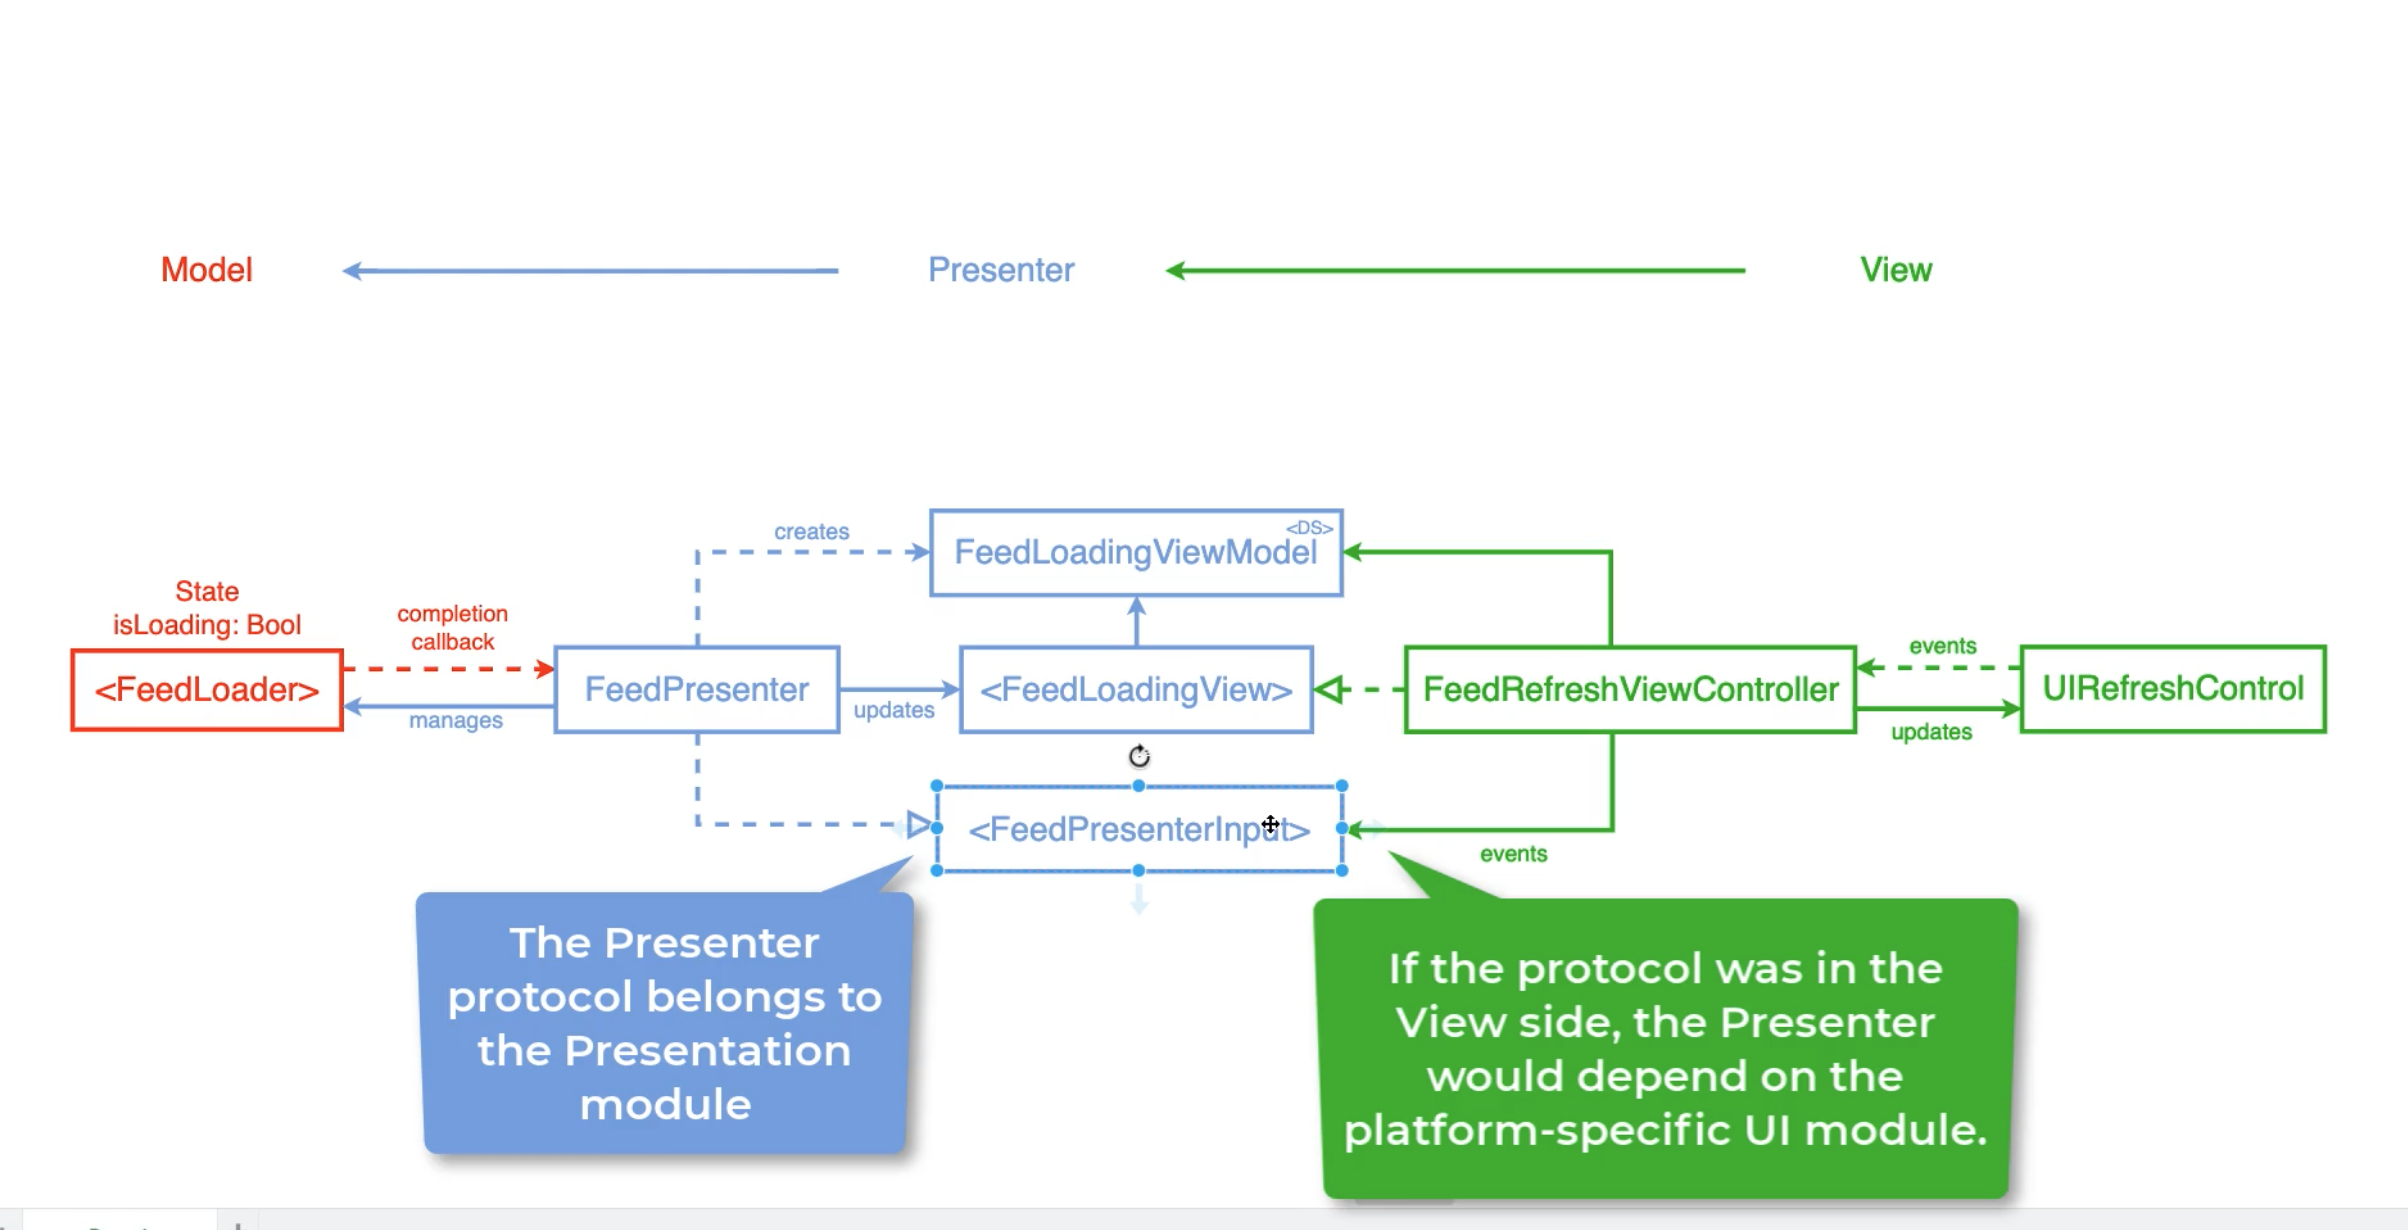 Model
Presenter
View
creates
<DS>
FeedLoadingViewModel
State
isLoading: Bool
completion
callback
<FeedLoader>
manages
FeedPresenter
updates
<FeedLoadingView>
FeedRefreshViewController
events
updates
UIRefreshControl
<FeedPresenterInput>
events
The Presenter
protocol belongs to
the Presentation
module
If the protocol was in the
View side, the Presenter
would depend on the
platform-specific UI module.